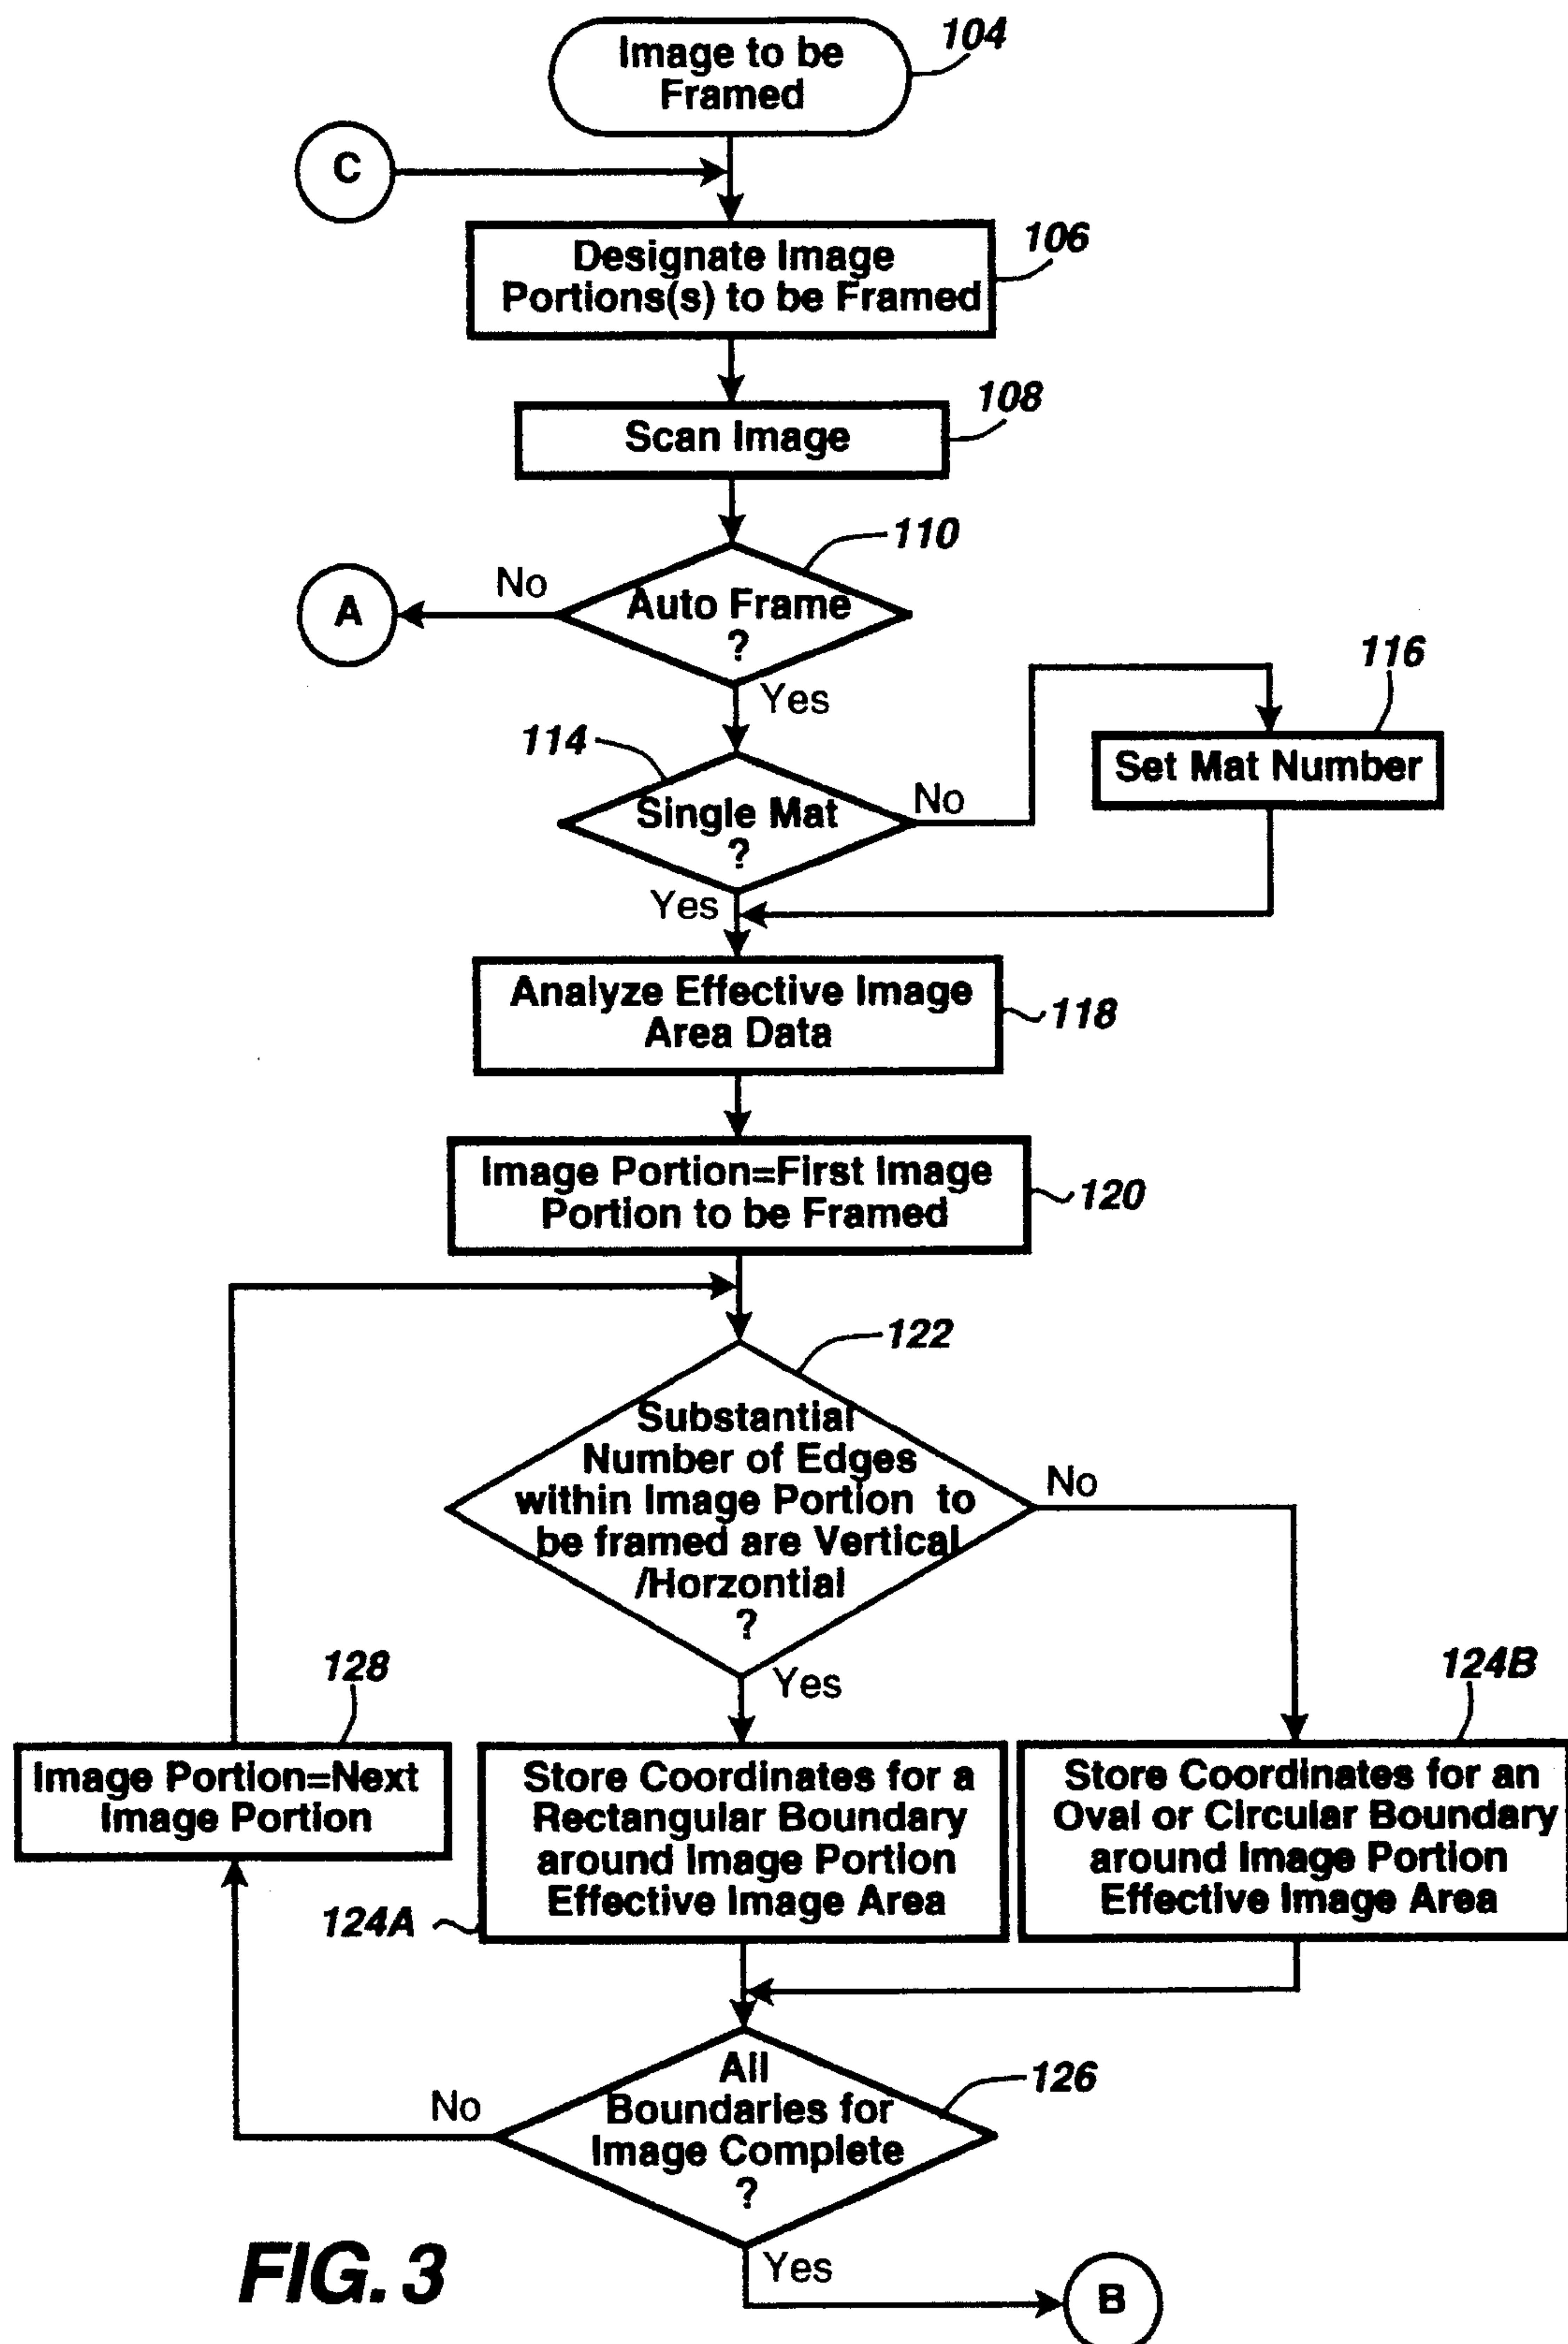 Image to be
Framed
104
C
Designate Image
Portions(s) to be Framed
106
Scan Image
108
110
No
A
Auto Frame
?
Yes
116
114
Set Mat Number
Single Mat
?
No
Yes
Analyze Effective Image
Area Data
118
Image Portion=First Image
Portion to be Framed
120
122
Substantial
Number of Edges
within Image Portion to
be framed are Vertical
/Horzontial
?
No
Yes
128
124B
Image Portion=Next
Image Portion
Store Coordinates for a
Rectangular Boundary
around Image Portion
Effective Image Area
Store Coordinates for an
Oval or Circular Boundary
around Image Portion
Effective Image Area
124A
All
Boundaries for
Image Complete
?
126
No
Yes
B
FIG. 3